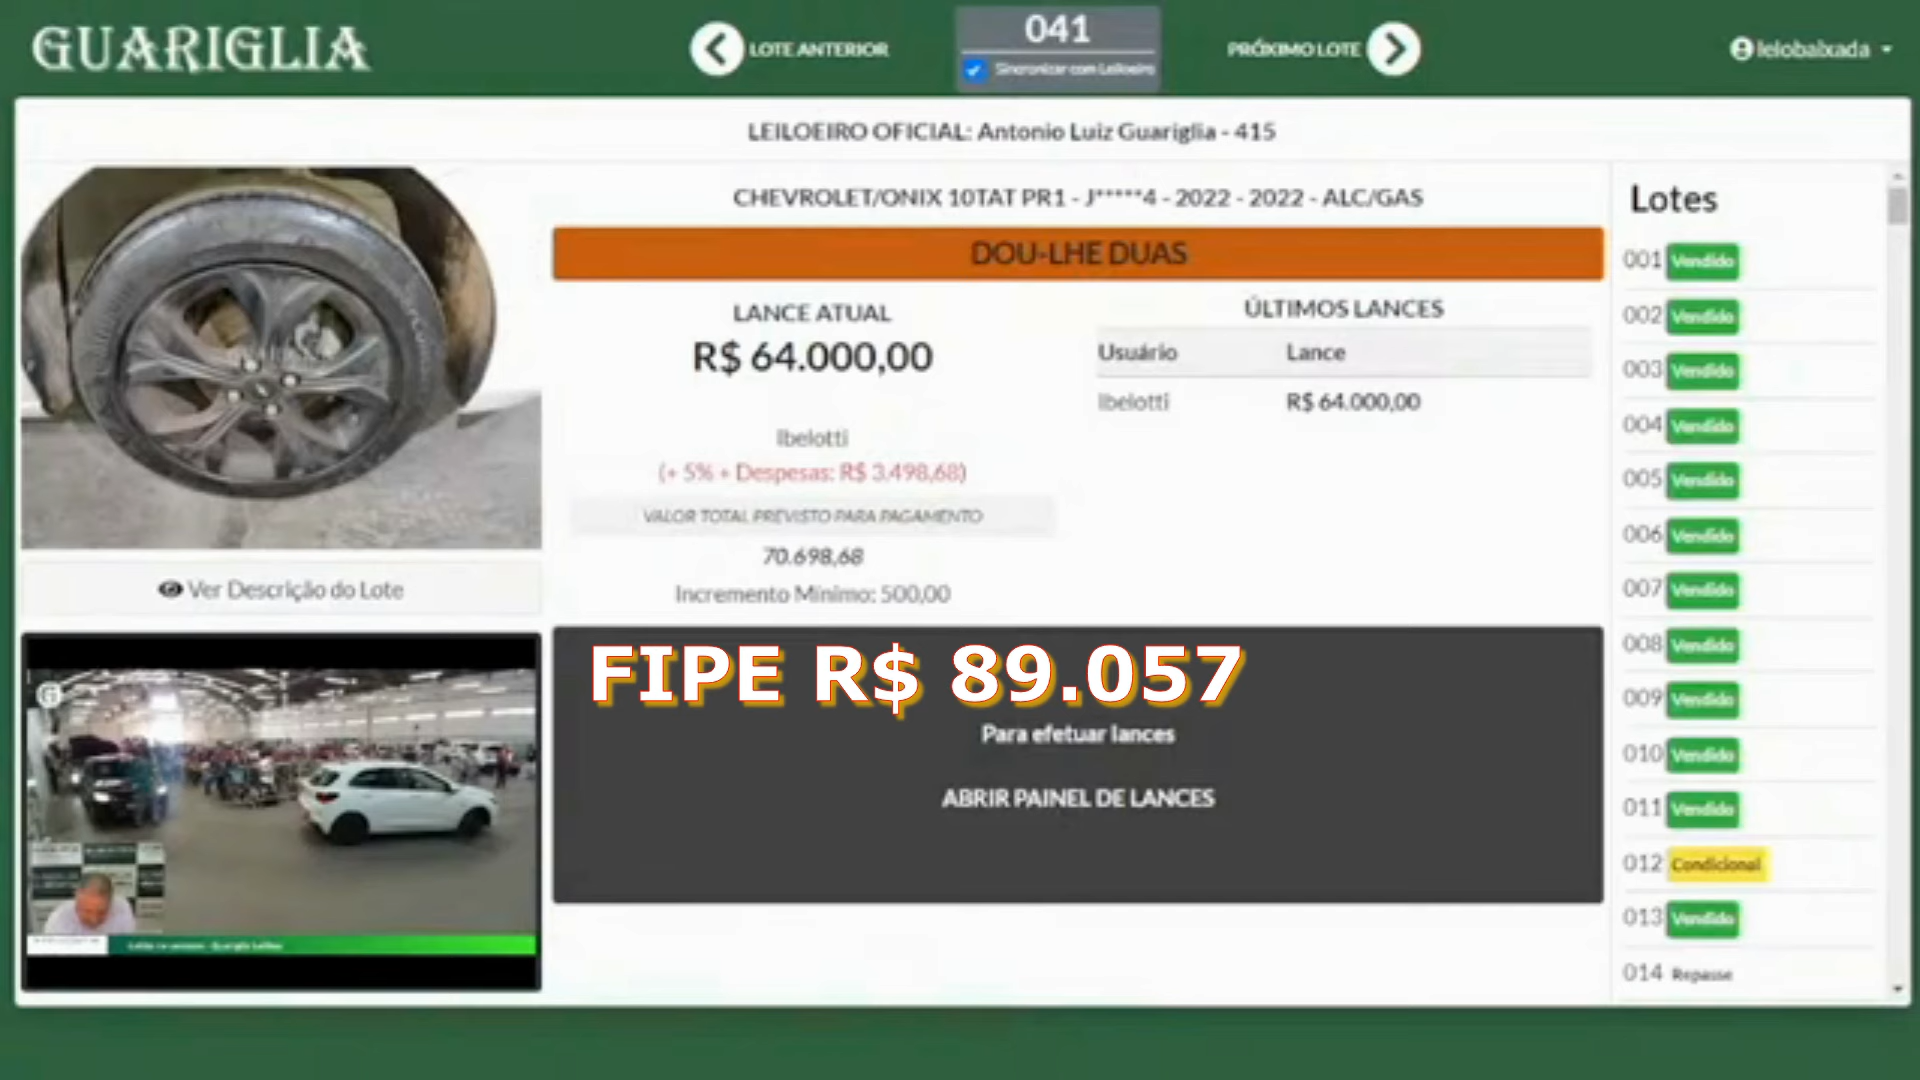 GUARIGLIA
LOTE ANTERIOR
041
Sincronizar com Leiloeiro
PRÓXIMO LOTE
leiobaixada
LEILOEIRO OFICIAL: Antonio Luiz Guariglia - 415
CHEVROLET/ONIX 10TAT PR1 - J*****4 - 2022 - 2022 - ALC/GAS
DOU-LHE DUAS
LANCE ATUAL
R$ 64.000,00
lbelotti
(+ 5% + Despesas: R$ 3.498,68)
VALOR TOTAL PREVISTO PARA PAGAMENTO
70.698,68
Incremento Mínimo: 500,00
ÚLTIMOS LANCES
Usuário Lance
lbelotti R$ 64.000,00
Ver Descrição do Lote
FIPE R$ 89.057
Para efetuar lances
ABRIR PAINEL DE LANCES
Lotes
001 Vendido
002 Vendido
003 Vendido
004 Vendido
005 Vendido
006 Vendido
007 Vendido
008 Vendido
009 Vendido
010 Vendido
011 Vendido
012 Condicional
013 Vendido
014 Repasse